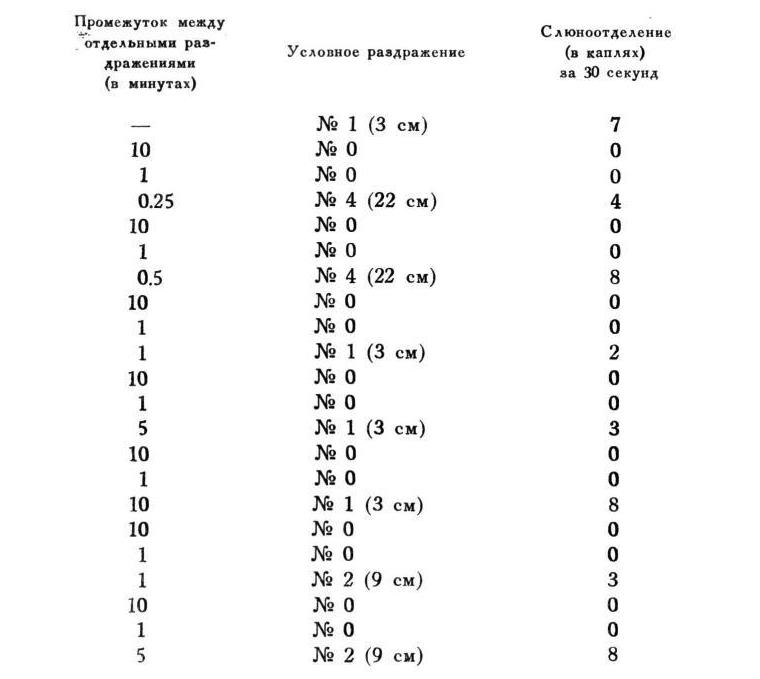 Промежуток между
отдельными раз-
дражениями
(в минутах)
Условное раздражение
Слюноотделение
(в каплях)
за 30 секунд
— № 1 (3 см) 7
10 № 0 0
1 № 0 0
0.25 № 4 (22 см) 4
10 № 0 0
1 № 0 0
0.5 № 4 (22 см) 8
10 № 0 0
1 № 0 0
1 № 1 (3 см) 2
10 № 0 0
1 № 0 0
5 № 1 (3 см) 3
10 № 0 0
1 № 0 0
10 № 1 (3 см) 8
10 № 0 0
1 № 0 0
1 № 2 (9 см) 3
10 № 0 0
1 № 0 0
5 № 2 (9 см) 8